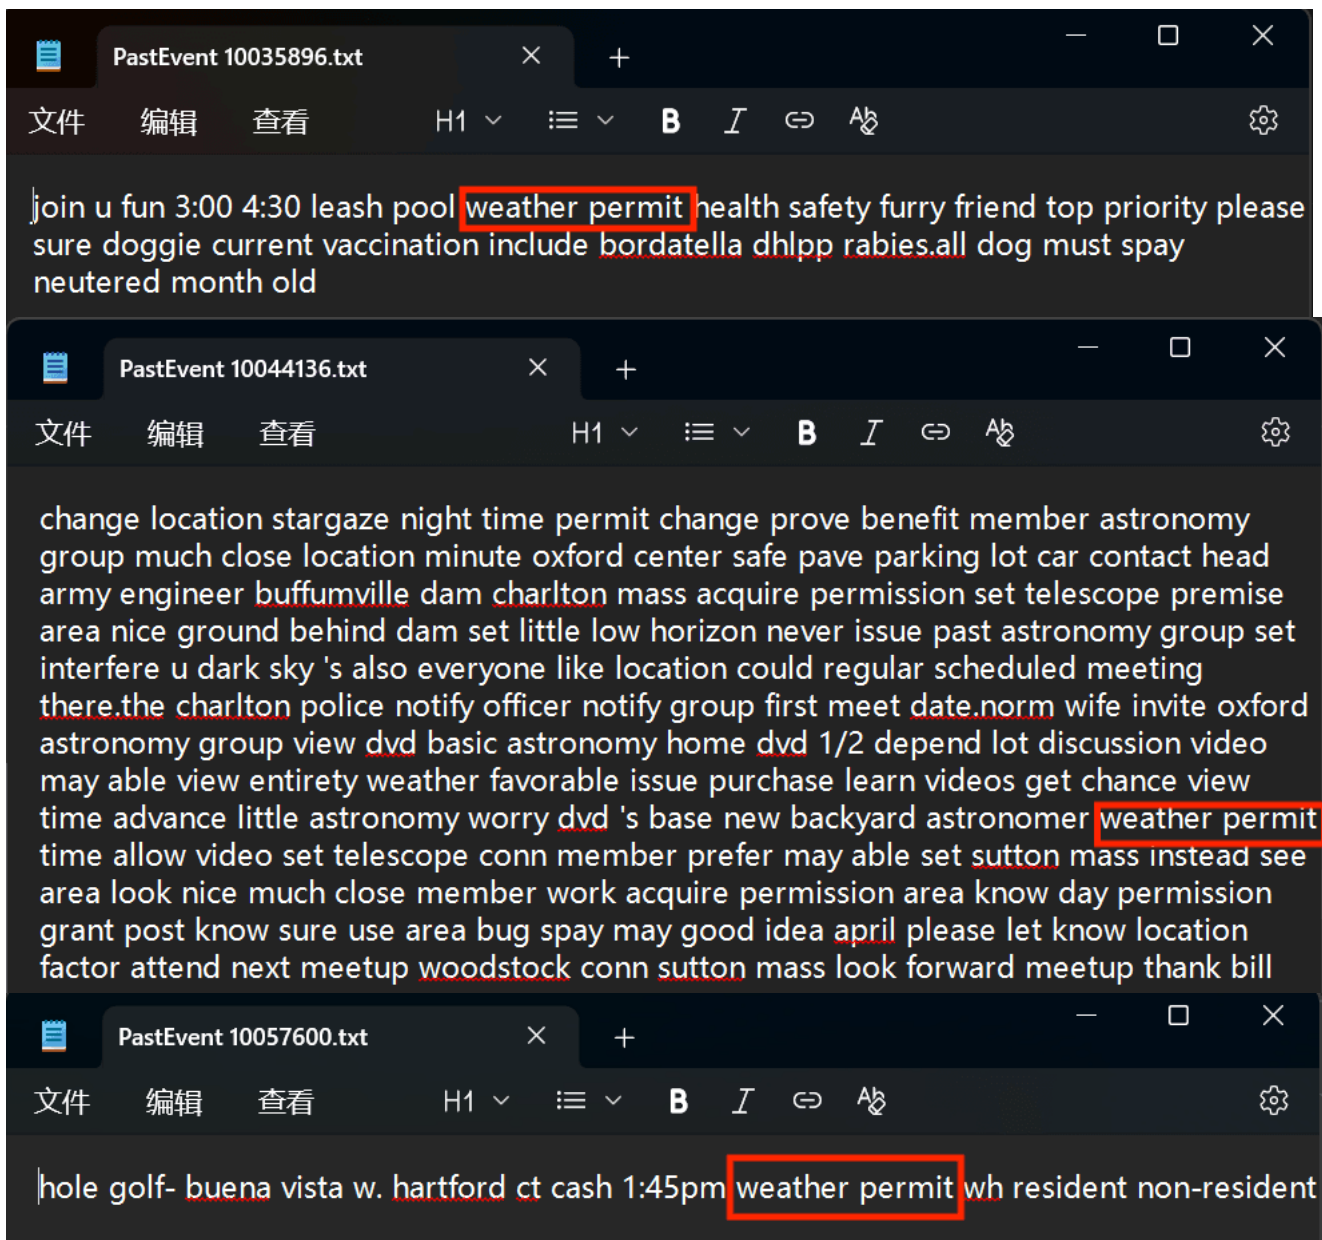 PastEvent 10035896.txt
文件 编辑 查看 H1 B I
join u fun 3:00 4:30 leash pool weather permit health safety furry friend top priority please
sure doggie current vaccination include bordatella dhlpp rabies.all dog must spay
neutered month old
PastEvent 10044136.txt
文件 编辑 查看 H1 B I
change location stargaze night time permit change prove benefit member astronomy
group much close location minute oxford center safe pave parking lot car contact head
army engineer buffumville dam charlton mass acquire permission set telescope premise
area nice ground behind dam set little low horizon never issue past astronomy group set
interfere u dark sky 's also everyone like location could regular scheduled meeting
there.the charlton police notify officer notify group first meet date.norm wife invite oxford
astronomy group view dvd basic astronomy home dvd 1/2 depend lot discussion video
may able view entirety weather favorable issue purchase learn videos get chance view
time advance little astronomy worry dvd 's base new backyard astronomer weather permit
time allow video set telescope conn member prefer may able set sutton mass instead see
area look nice much close member work acquire permission area know day permission
grant post know sure use area bug spay may good idea april please let know location
factor attend next meetup woodstock conn sutton mass look forward meetup thank bill
PastEvent 10057600.txt
文件 编辑 查看 H1 B I
hole golf- buena vista w. hartford ct cash 1:45pm weather permit wh resident non-resident